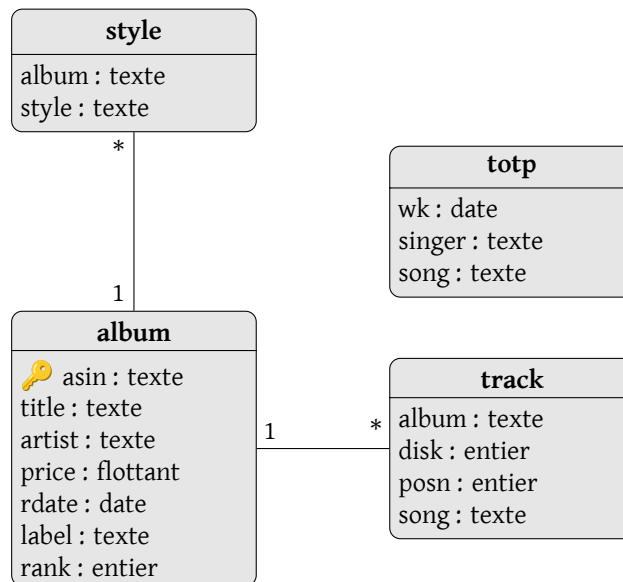 style
album : texte
style : texte
*
totp
wk : date
singer : texte
song : texte
1
album
asin : texte
title : texte
artist : texte
price : flottant
rdate : date
label : texte
rank : entier
1
*
track
album : texte
disk : entier
posn : entier
song : texte